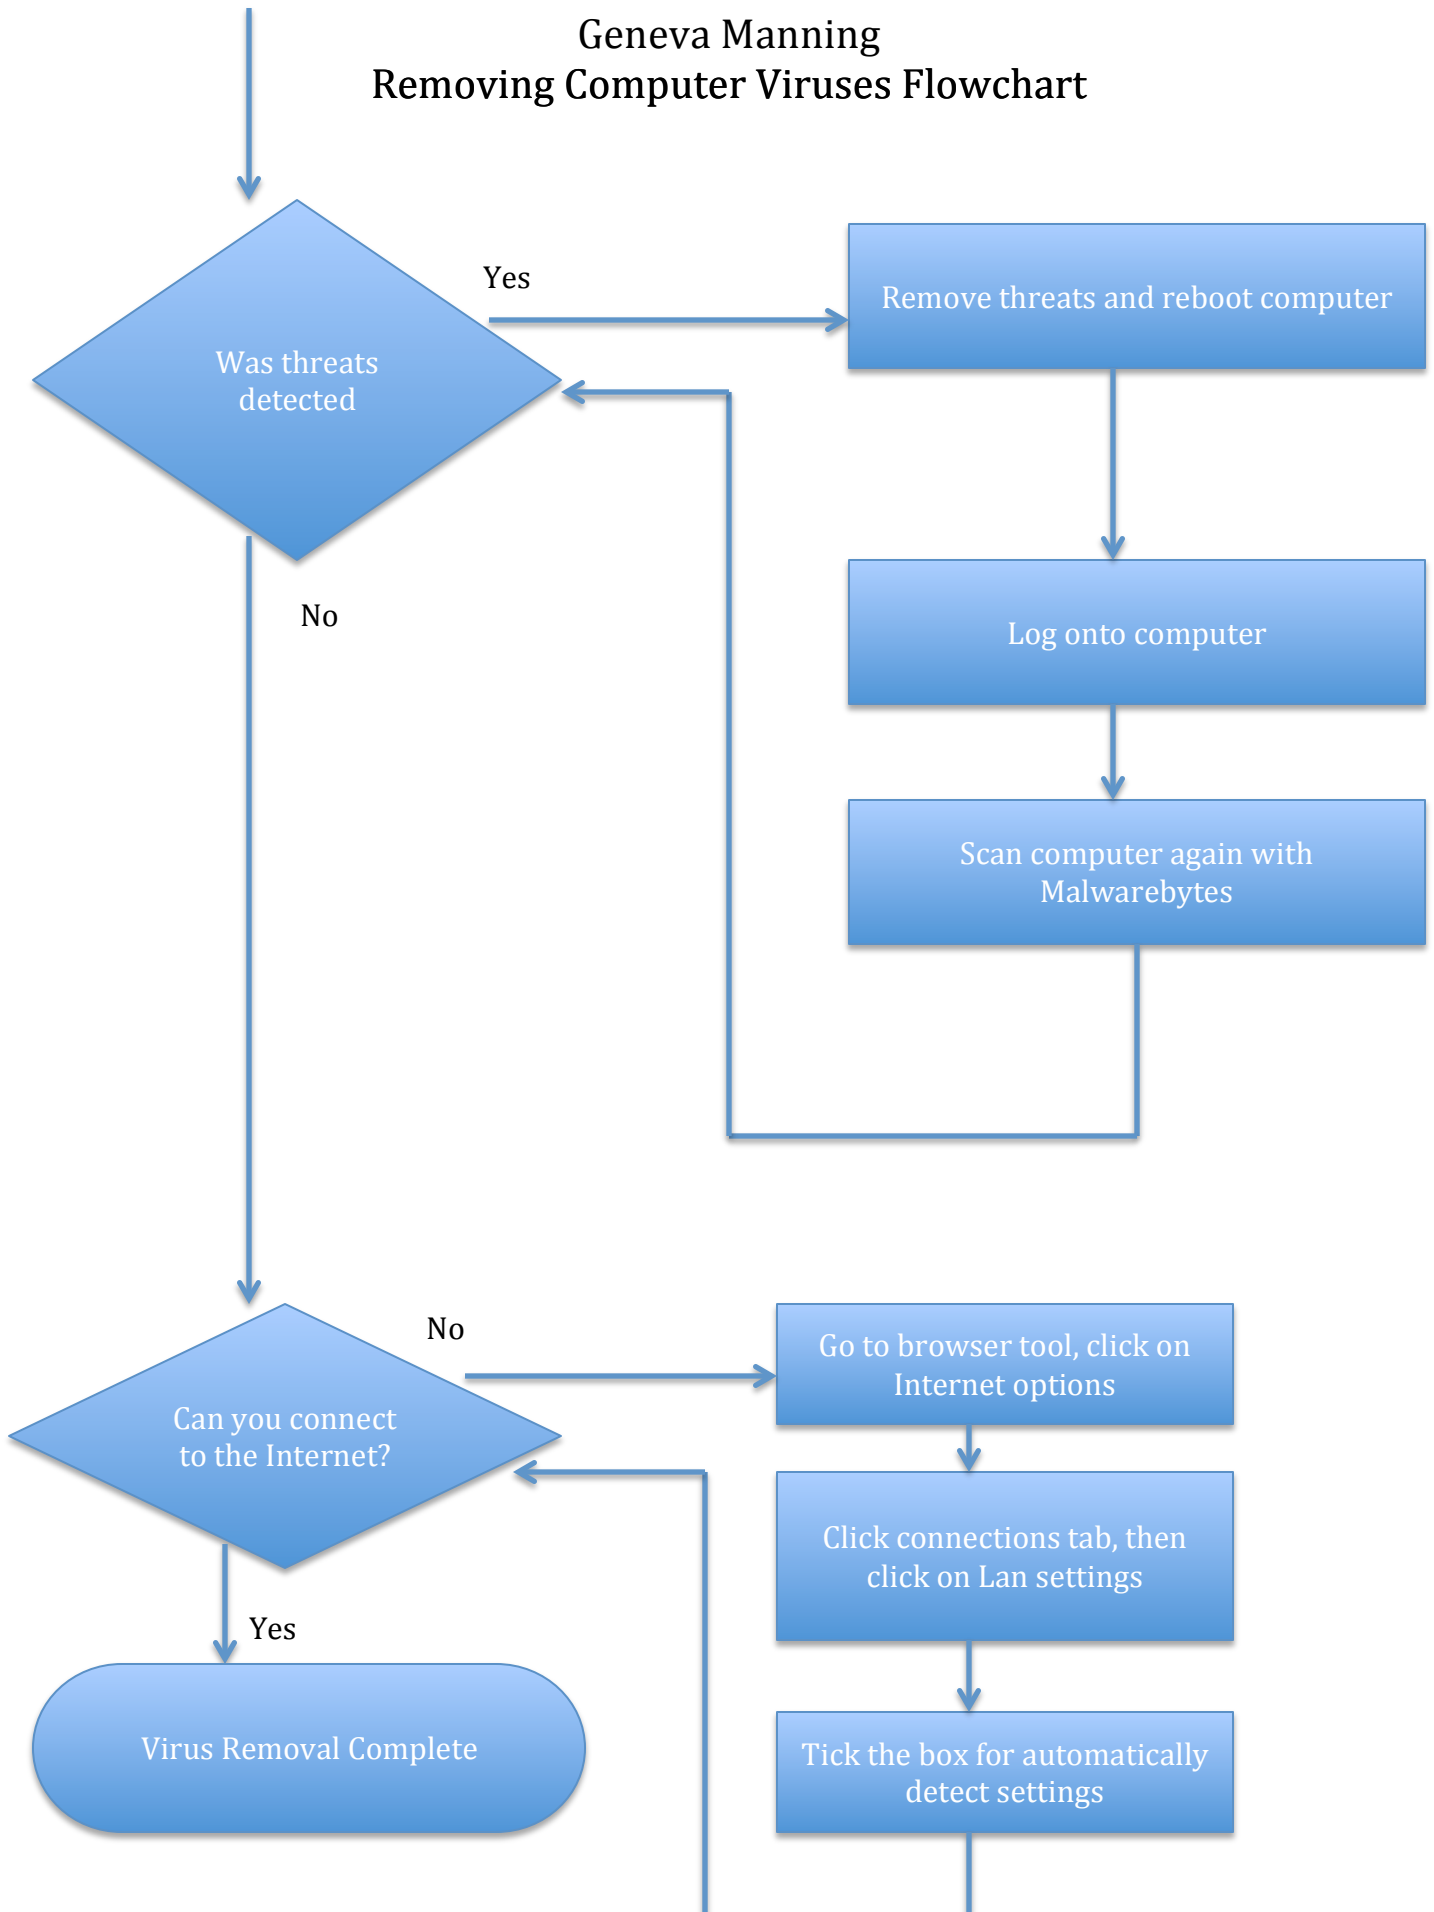 Geneva Manning
Removing Computer Viruses Flowchart
Yes
Remove threats and reboot computer
Was threats
detected
No
Log onto computer
Scan computer again with
Malwarebytes
No
Go to browser tool, click on
Internet options
Can you connect
to the Internet?
Click connections tab, then
click on Lan settings
Yes
Virus Removal Complete
Tick the box for automatically
detect settings